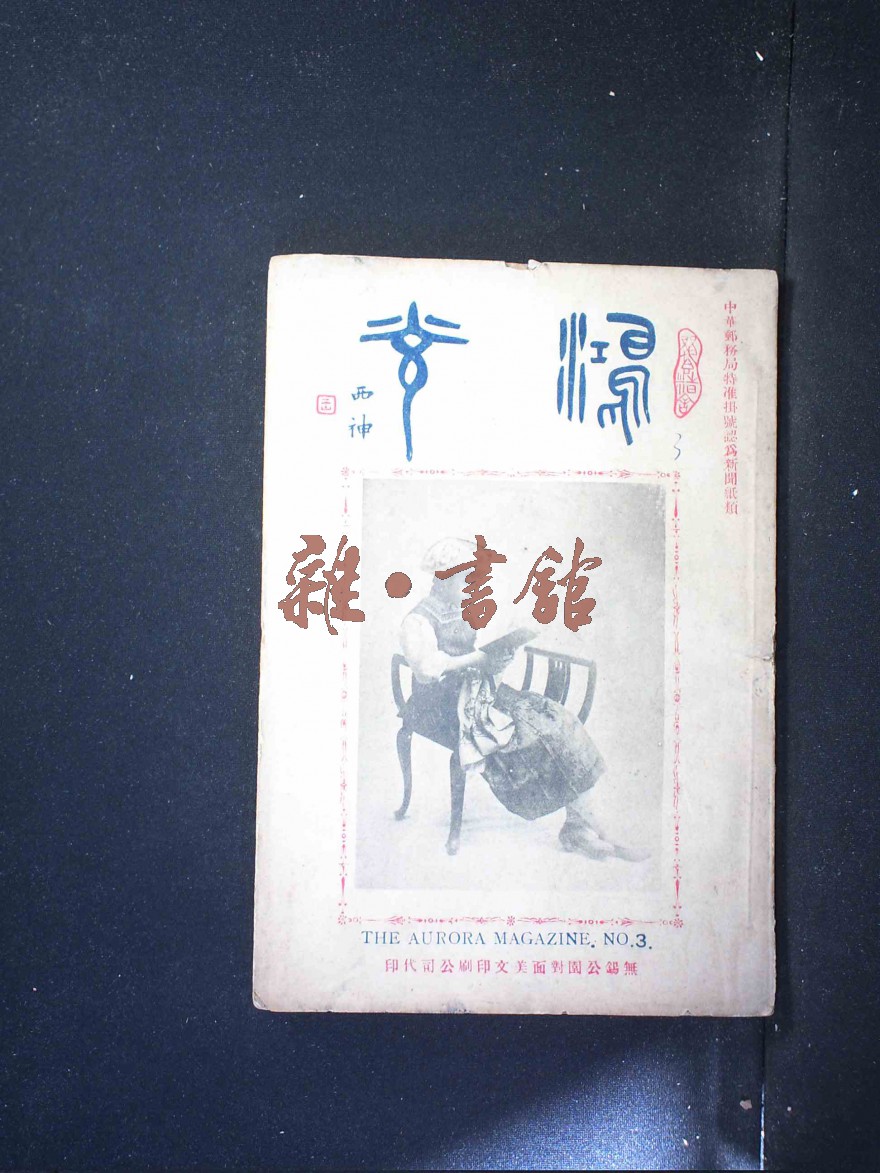 中華郵務局特准掛號認爲新聞紙類
鴻
西神
3
雜·書館
THE AURORA MAGAZINE. NO.3.
無錫公園對面美文印刷公司代印